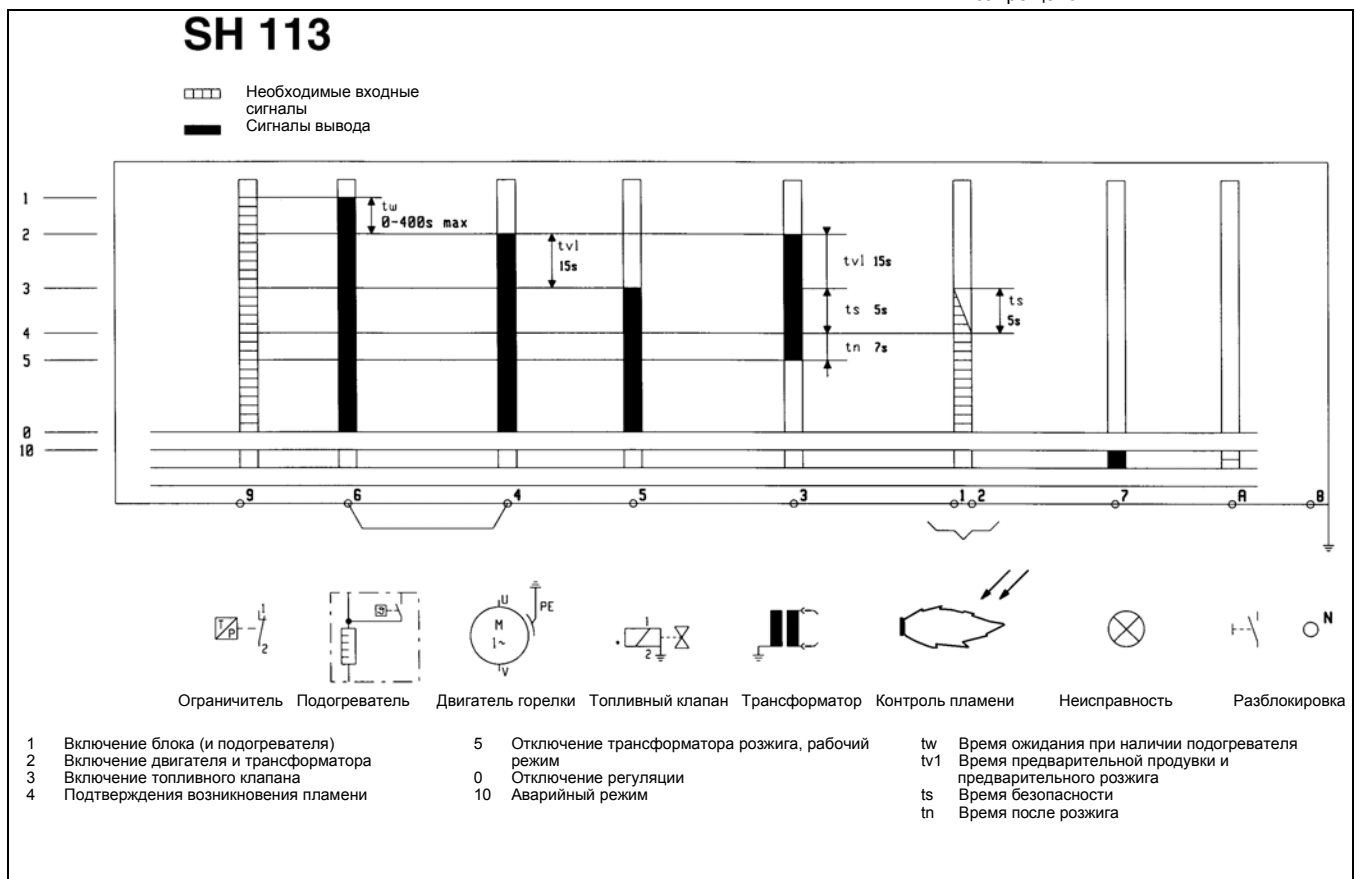 SH 113
Необходимые входные
сигналы
Сигналы вывода
1
2
3
4
5
0
10
tw
0-400s max
tv1
15s
tv1 15s
ts 5s
tn 7s
ts
5s
9 6 4 5 3 1 2 7 A B
T P 1 2
U M 1~ V PE
1 2
N
Ограничитель Подогреватель Двигатель горелки Топливный клапан Трансформатор Контроль пламени Неисправность Разблокировка
1 Включение блока (и подогревателя)
2 Включение двигателя и трансформатора
3 Включение топливного клапана
4 Подтверждения возникновения пламени
5 Отключение трансформатора розжига, рабочий
режим
0 Отключение регуляции
10 Аварийный режим
tw Время ожидания при наличии подогревателя
tv1 Время предварительной продувки и
предварительного розжига
ts Время безопасности
tn Время после розжига